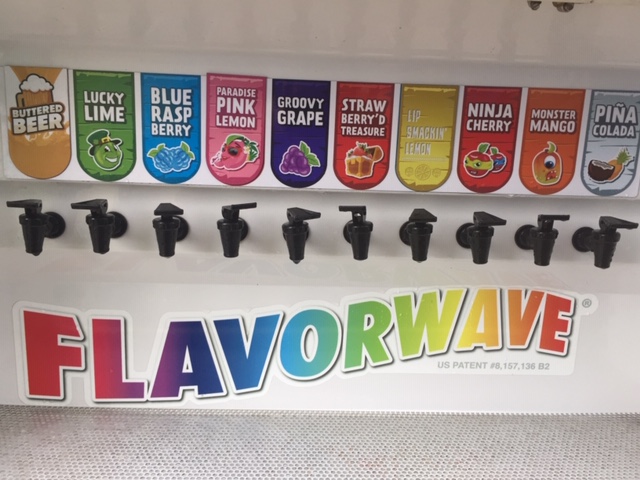 BUTTERED
BEER
LUCKY
LIME
BLUE
RASP
BERRY
PARADISE
PINK
LEMON
GROOVY
GRAPE
STRAW
BERRY'D
TREASURE
LIP
SMACKIN'
LEMON
NINJA
CHERRY
MONSTER
MANGO
PIÑA
COLADA
FLAVORWAVE®
US PATENT #8,157,136 B2